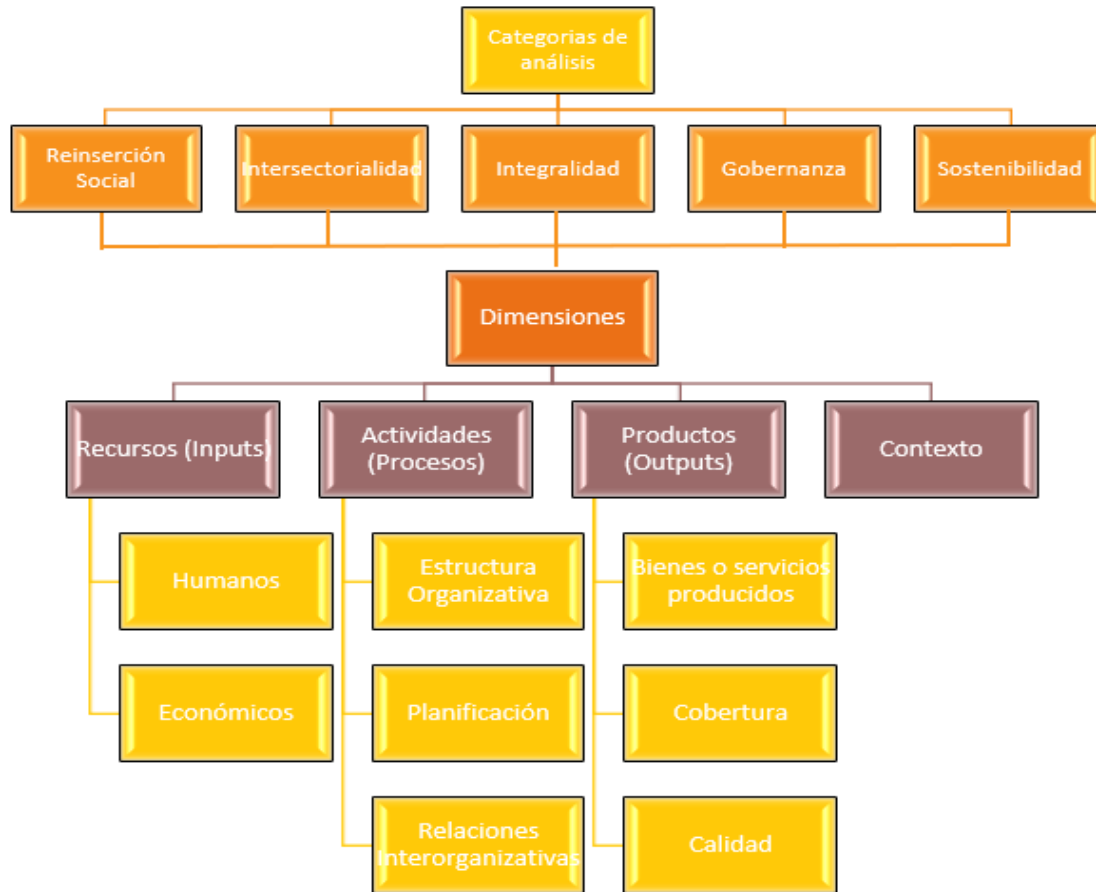 Categorias de
análisis
Reinserción
Social
Intersectorialidad
Integralidad
Gobernanza
Sostenibilidad
Dimensiones
Recursos (Inputs)
Actividades
(Procesos)
Productos
(Outputs)
Contexto
Humanos
Económicos
Estructura
Organizativa
Planificación
Relaciones
Interorganizativas
Bienes o servicios
producidos
Cobertura
Calidad